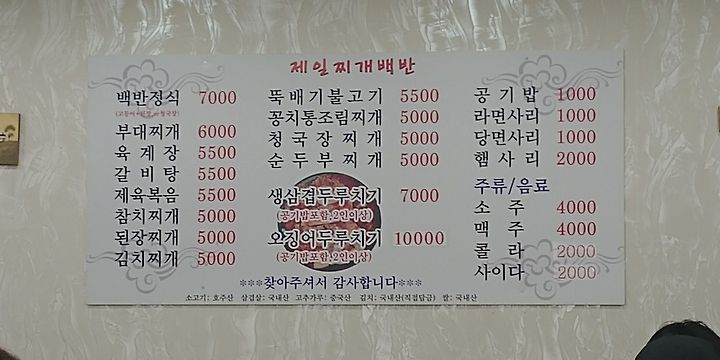 제일찌개백반
백반정식 7000
부대찌개 6000
육계장 5500
갈비탕 5500
제육볶음 5500
참치찌개 5000
된장찌개 5000
김치찌개 5000
뚝배기불고기 5500
꽁치통조림찌개 5000
청국장찌개 5000
순두부찌개 5000
생삼겹두루치기 7000
(공기밥포함,2인이상)
오징어두루치기 10000
(공기밥포함,2인이상)
공기밥 1000
라면사리 1000
당면사리 1000
햄사리 2000
주류/음료
소주 4000
맥주 4000
콜라 2000
사이다 2000
***찾아주셔서 감사합니다***
소고기: 호주산 삼겹살: 국내산 고추가루: 중국산 김치: 국내산(직접담금) 쌀: 국내산